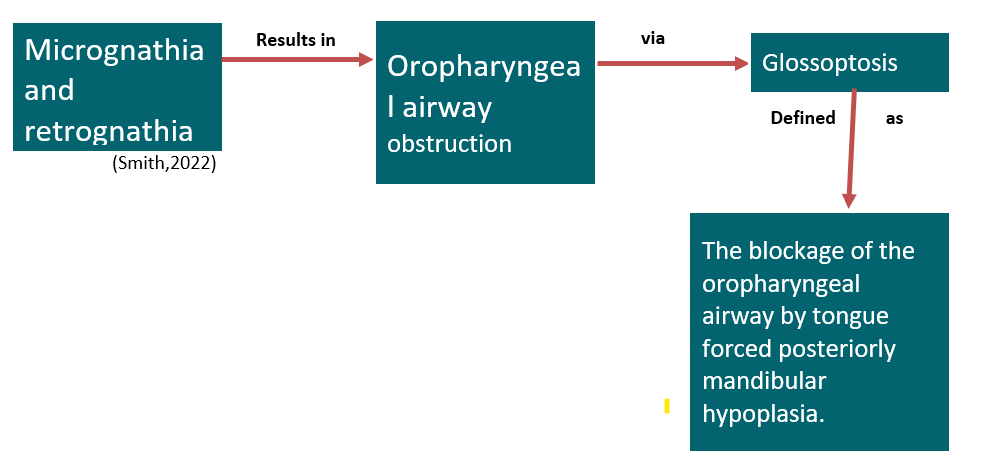 Micrognathia
and
retrognathia
(Smith,2022)
Results in
Oropharyngea
l airway
obstruction
via
Glossoptosis
Defined as
The blockage of the
oropharyngeal
airway by tongue
forced posteriorly
mandibular
hypoplasia.